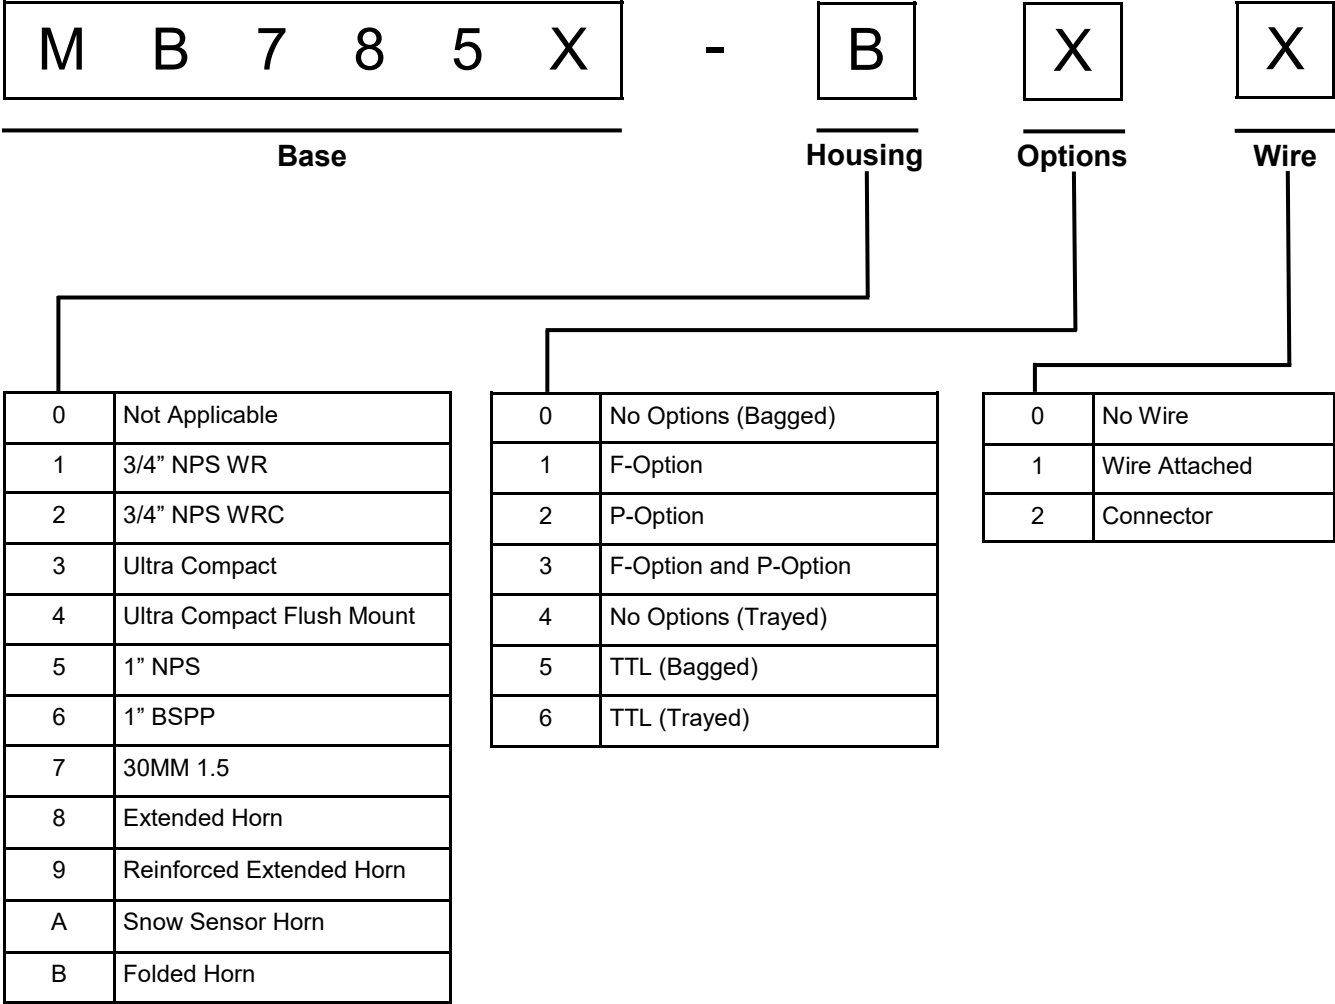 M B 7 8 5 X - B X X
Base Housing Options Wire
0 Not Applicable
1 3/4” NPS WR
2 3/4” NPS WRC
3 Ultra Compact
4 Ultra Compact Flush Mount
5 1” NPS
6 1” BSPP
7 30MM 1.5
8 Extended Horn
9 Reinforced Extended Horn
A Snow Sensor Horn
B Folded Horn
0 No Options (Bagged)
1 F-Option
2 P-Option
3 F-Option and P-Option
4 No Options (Trayed)
5 TTL (Bagged)
6 TTL (Trayed)
0 No Wire
1 Wire Attached
2 Connector